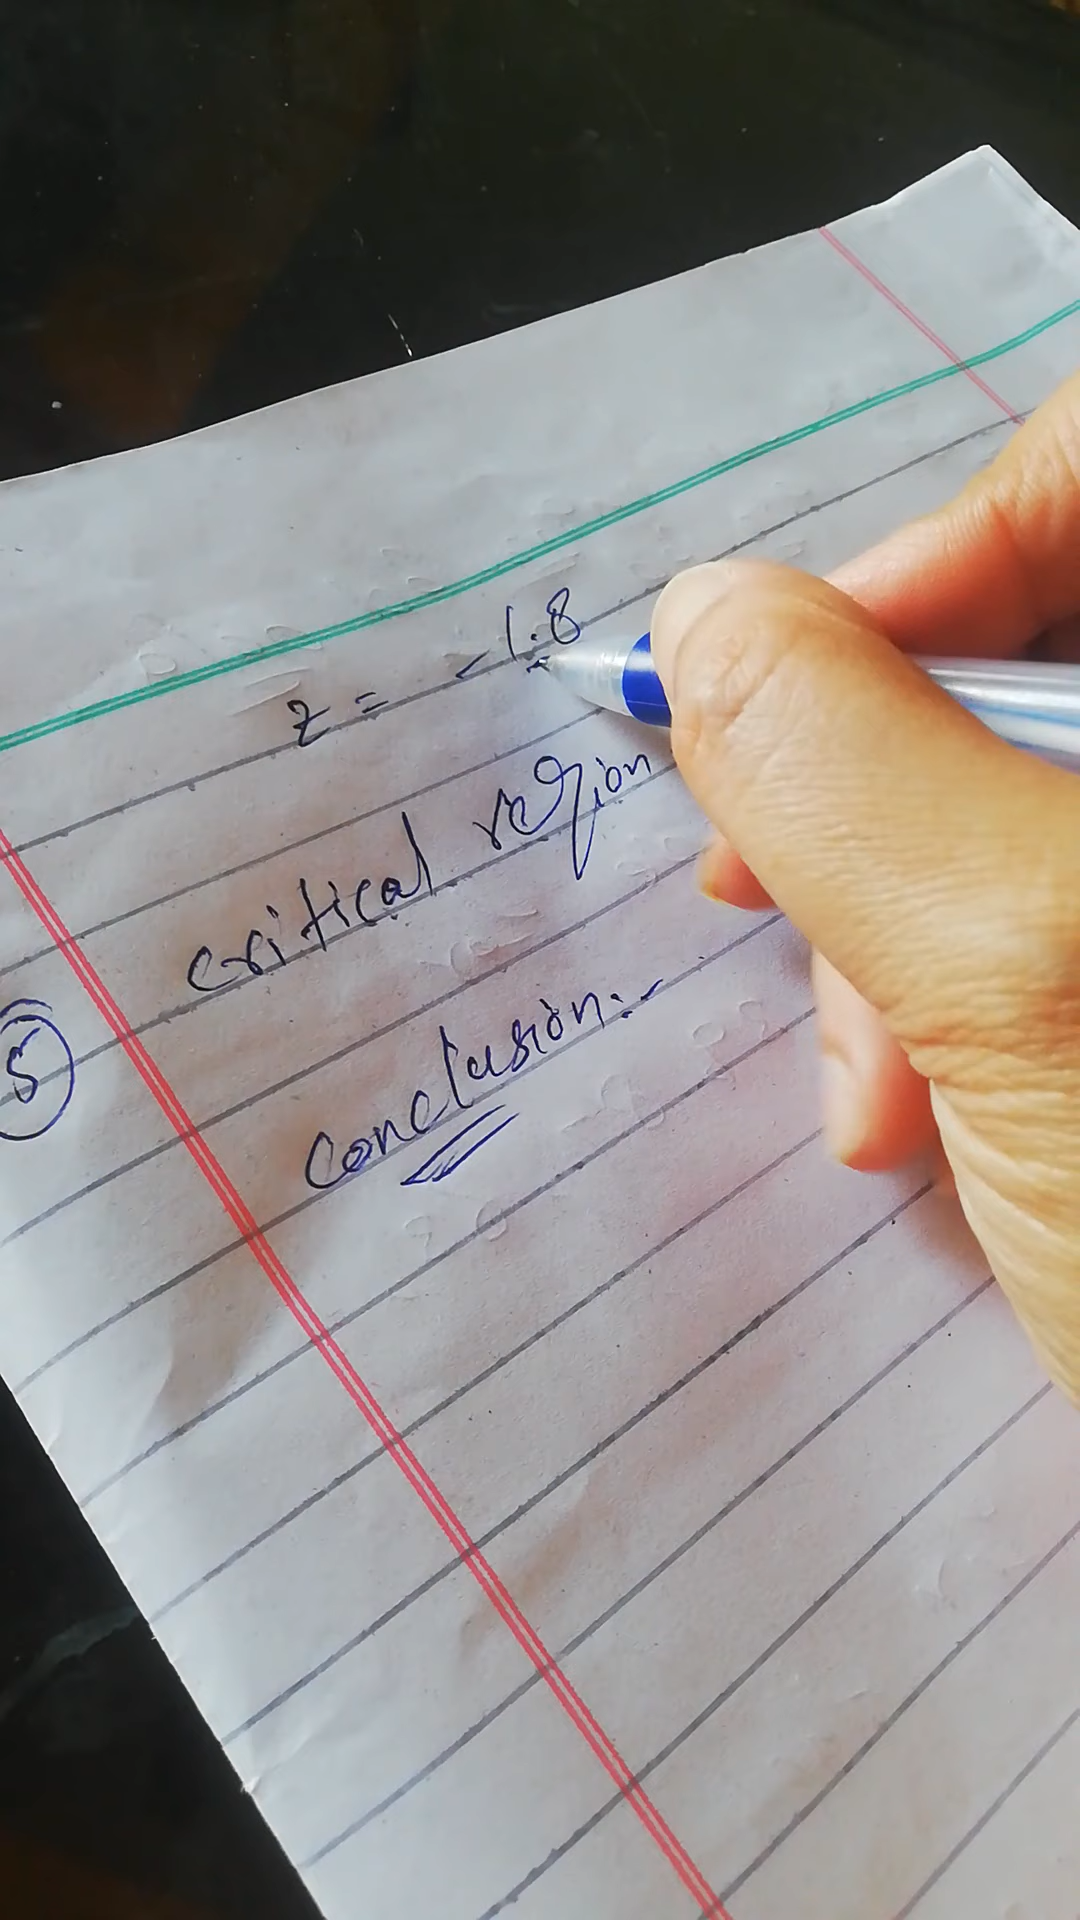 z = -1.8
critical region
5
conclusion:-